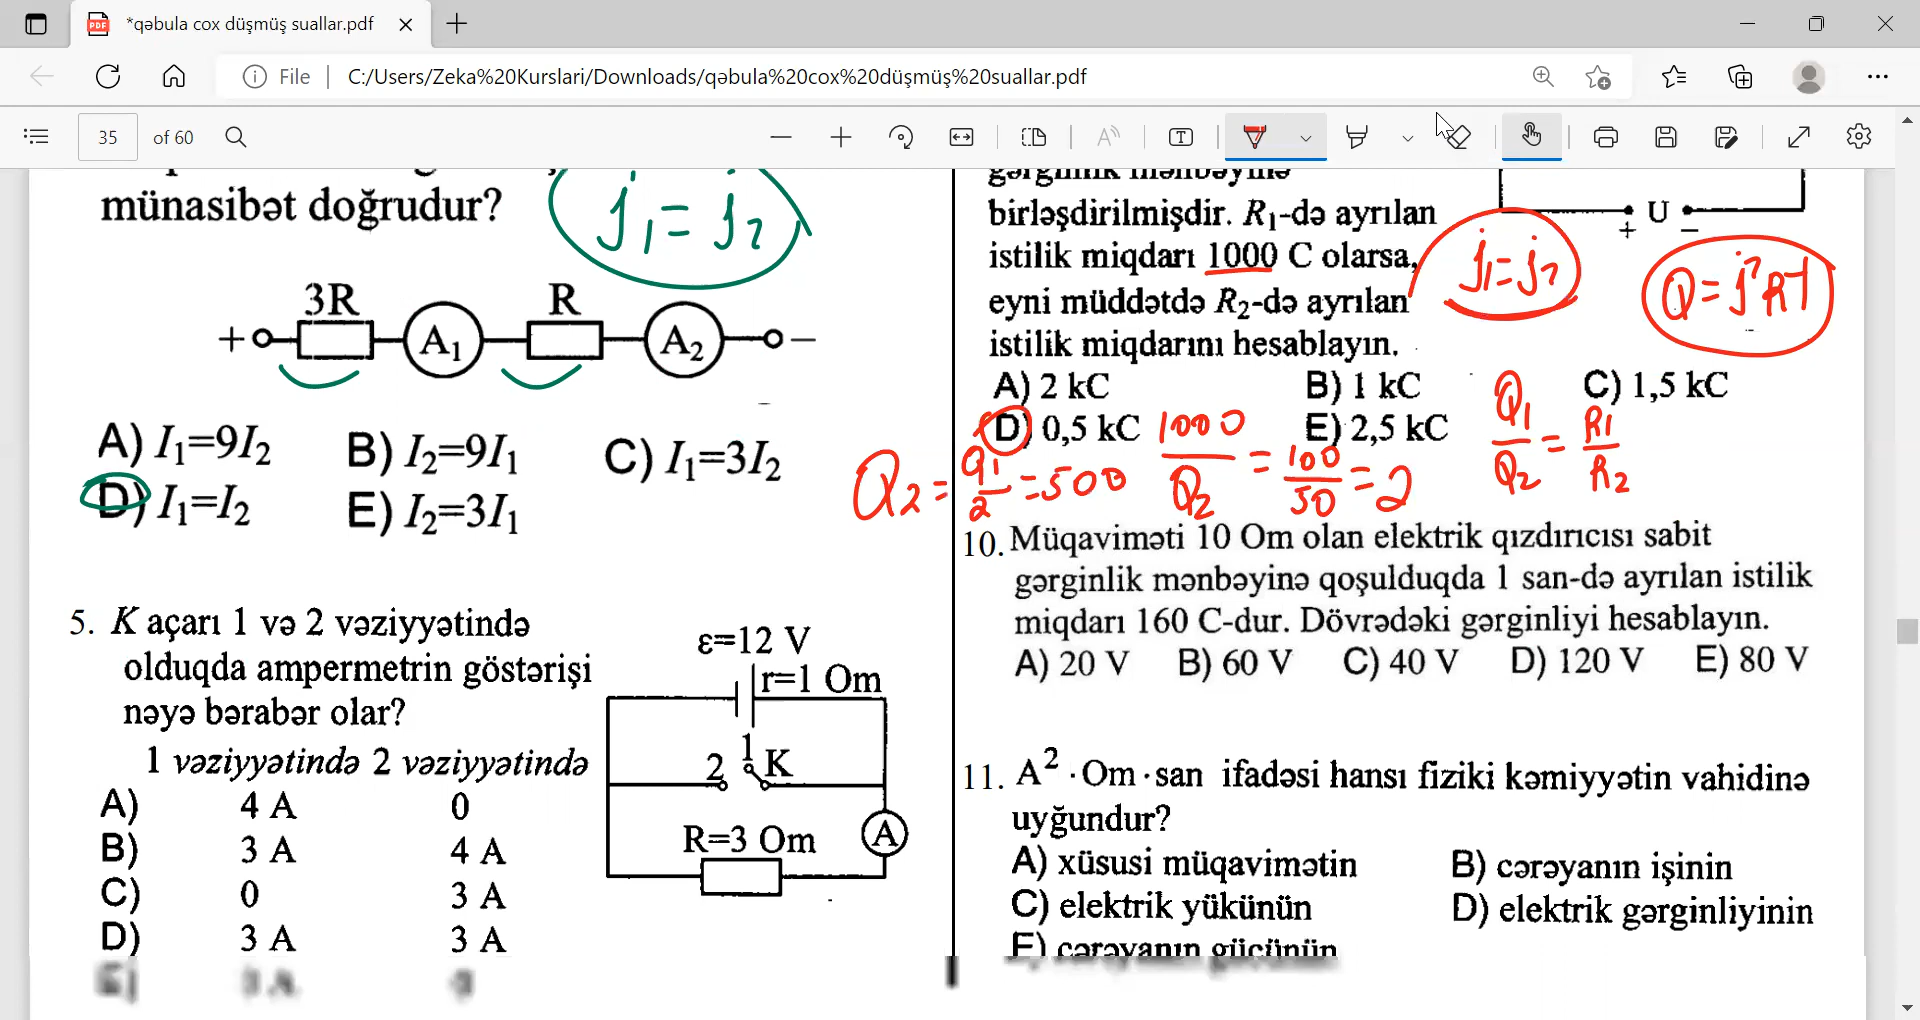 *qəbula cox düşmüş suallar.pdf
File
C:/Users/Zeka%20Kurslari/Downloads/qəbula%20cox%20düşmüş%20suallar.pdf
35 of 60
münasibət doğrudur?
j1 = j2
3R R
+ A1 A2 −
A) I1=9I2 B) I2=9I1 C) I1=3I2
D) I1=I2 E) I2=3I1
5. K açarı 1 və 2 vəziyyətində
olduqda ampermetrin göstərişi
nəyə bərabər olar?
1 vəziyyətində 2 vəziyyətində
A) 4 A 0
B) 3 A 4 A
C) 0 3 A
D) 3 A 3 A
ε=12 V
r=1 Om
2 1 K
R=3 Om A
gərginlik mənbəyinə
birləşdirilmişdir. R1-də ayrılan
istilik miqdarı 1000 C olarsa,
eyni müddətdə R2-də ayrılan
istilik miqdarını hesablayın.
+ U −
j1 = j2
Q = j² R T
A) 2 kC B) 1 kC C) 1,5 kC
D) 0,5 kC E) 2,5 kC
Q1/Q2 = R1/R2
1000/Q2 = 100/50 = 2
Q2 = Q1/2 = 500
10. Müqaviməti 10 Om olan elektrik qızdırıcısı sabit
gərginlik mənbəyinə qoşulduqda 1 san-də ayrılan istilik
miqdarı 160 C-dur. Dövrədəki gərginliyi hesablayın.
A) 20 V B) 60 V C) 40 V D) 120 V E) 80 V
11. A² · Om · san ifadəsi hansı fiziki kəmiyyətin vahidinə
uyğundur?
A) xüsusi müqavimətin B) cərəyanın işinin
C) elektrik yükünün D) elektrik gərginliyinin
E) cərəyanın gücünün